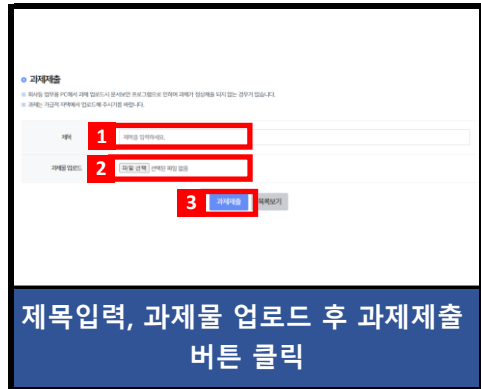 과제제출
회사등 업무용 PC에서 과제 업로드시 문서보안 프로그램으로 인하여 과제가 정상제출 되지 않는 경우가 있습니다.
과제는 가급적 자택에서 업로드해 주시기를 바랍니다.
제목 1 제목을 입력하세요.
과제물 업로드 2 파일 선택 선택된 파일 없음
3 과제제출 목록보기
제목입력, 과제물 업로드 후 과제제출
버튼 클릭